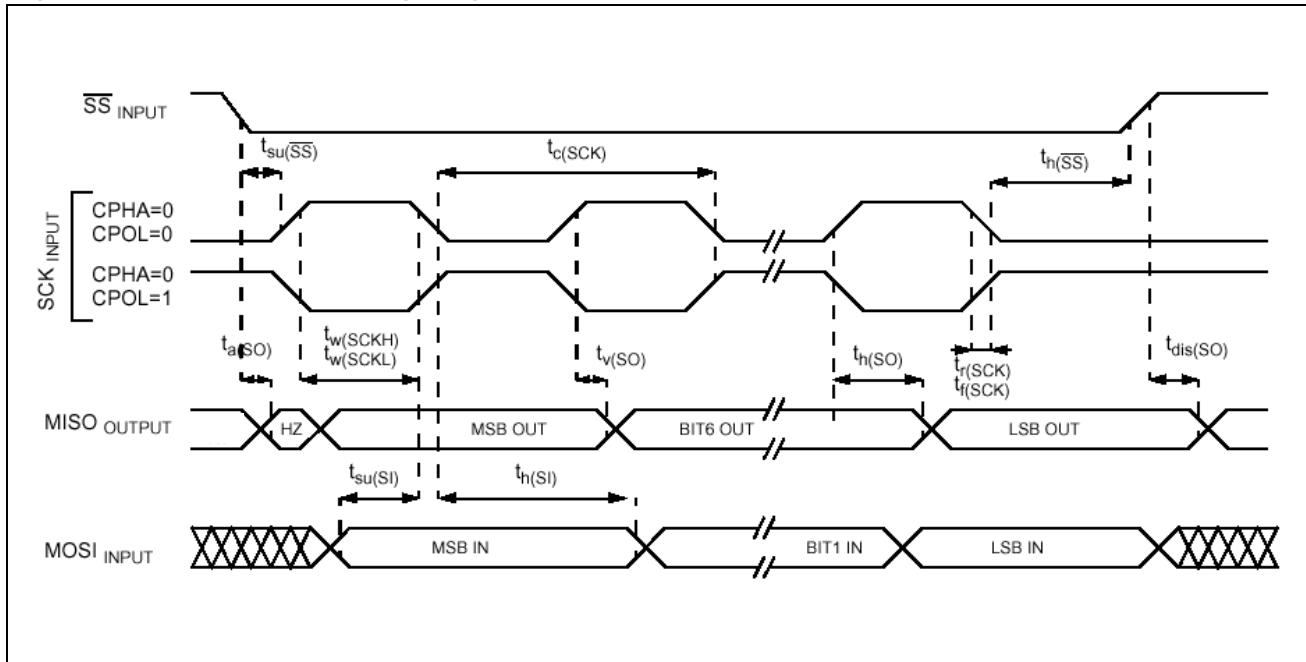 SS INPUT
tsu(SS)
tc(SCK)
th(SS)
SCK INPUT
CPHA=0
CPOL=0
CPHA=0
CPOL=1
ta(SO)
tw(SCKH)
tw(SCKL)
tv(SO)
th(SO)
tr(SCK)
tf(SCK)
tdis(SO)
MISO OUTPUT
HZ
MSB OUT
BIT6 OUT
LSB OUT
tsu(SI)
th(SI)
MOSI INPUT
MSB IN
BIT1 IN
LSB IN